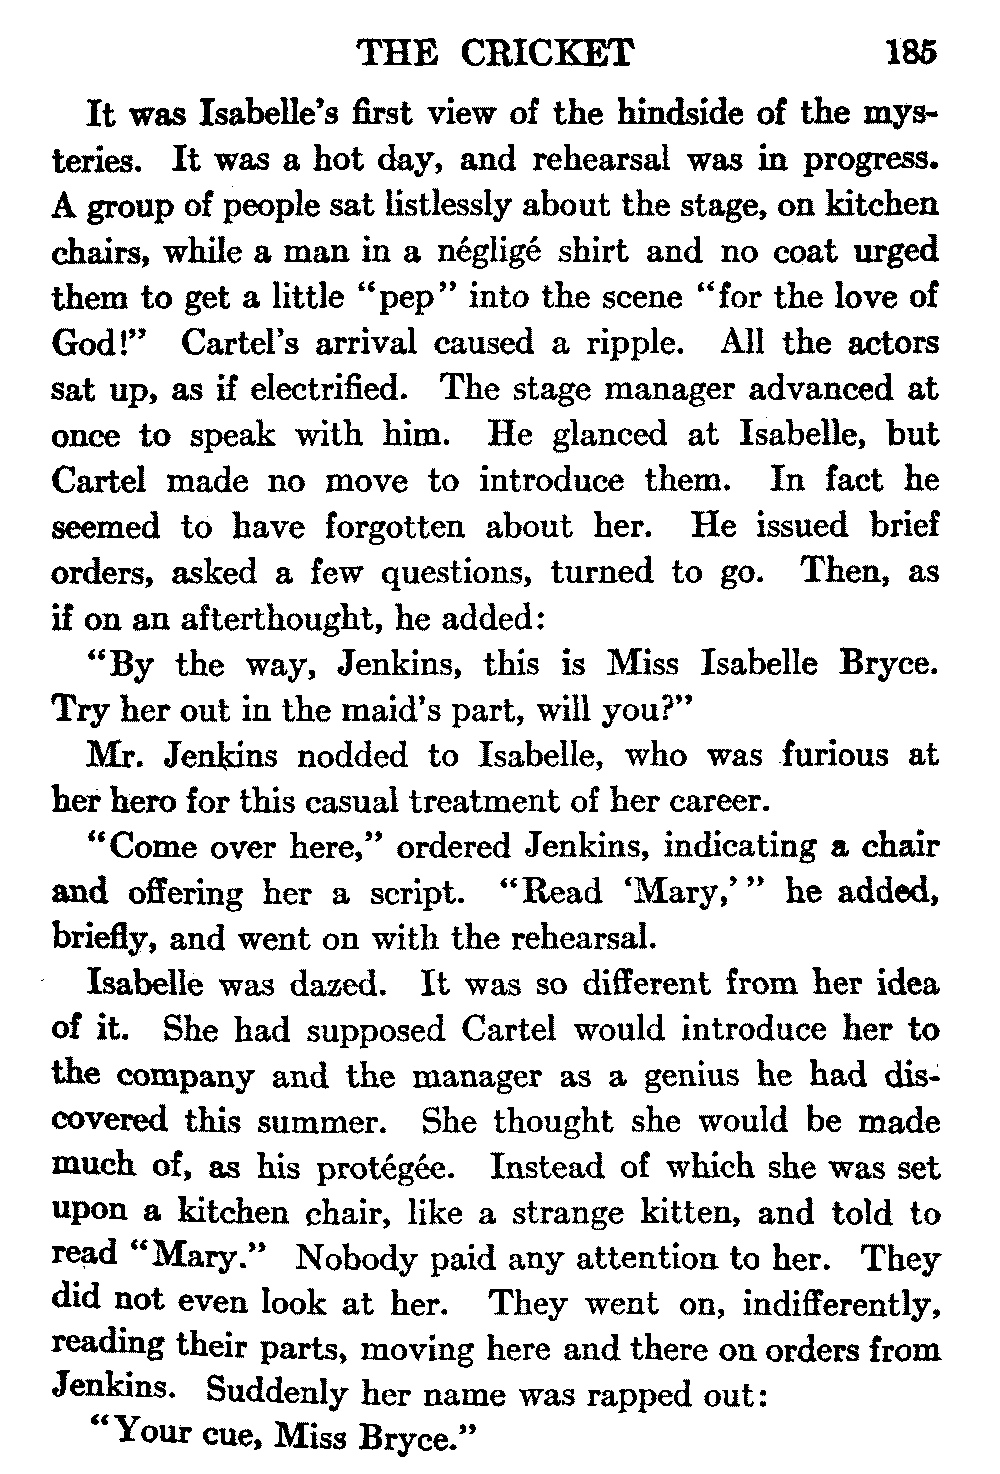 THE CRICKET 185
It was Isabelle's first view of the hindside of the mys-
teries. It was a hot day, and rehearsal was in progress.
A group of people sat listlessly about the stage, on kitchen
chairs, while a man in a négligé shirt and no coat urged
them to get a little "pep" into the scene "for the love of
God!" Cartel's arrival caused a ripple. All the actors
sat up, as if electrified. The stage manager advanced at
once to speak with him. He glanced at Isabelle, but
Cartel made no move to introduce them. In fact he
seemed to have forgotten about her. He issued brief
orders, asked a few questions, turned to go. Then, as
if on an afterthought, he added:
"By the way, Jenkins, this is Miss Isabelle Bryce.
Try her out in the maid's part, will you?"
Mr. Jenkins nodded to Isabelle, who was furious at
her hero for this casual treatment of her career.
"Come over here," ordered Jenkins, indicating a chair
and offering her a script. "Read 'Mary,'" he added,
briefly, and went on with the rehearsal.
Isabelle was dazed. It was so different from her idea
of it. She had supposed Cartel would introduce her to
the company and the manager as a genius he had dis-
covered this summer. She thought she would be made
much of, as his protégée. Instead of which she was set
upon a kitchen chair, like a strange kitten, and told to
read "Mary." Nobody paid any attention to her. They
did not even look at her. They went on, indifferently,
reading their parts, moving here and there on orders from
Jenkins. Suddenly her name was rapped out:
"Your cue, Miss Bryce."